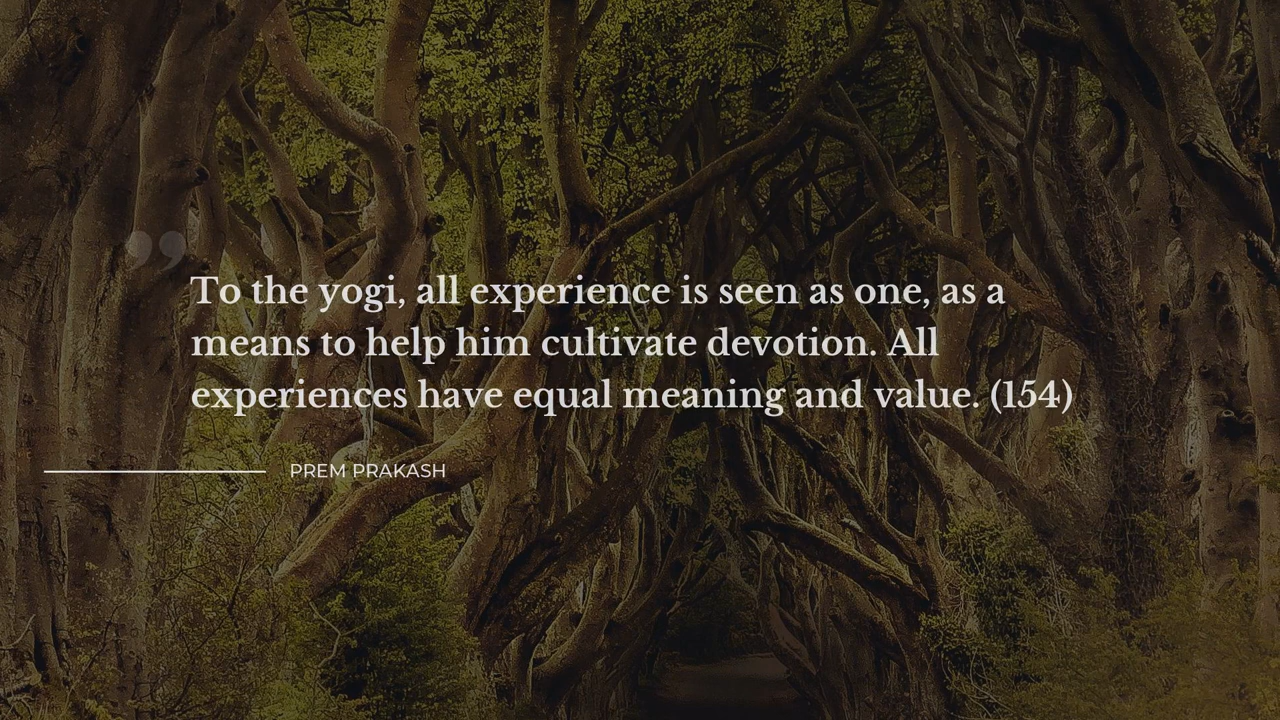 ”
To the yogi, all experience is seen as one, as a
means to help him cultivate devotion. All
experiences have equal meaning and value. (154)
PREM PRAKASH